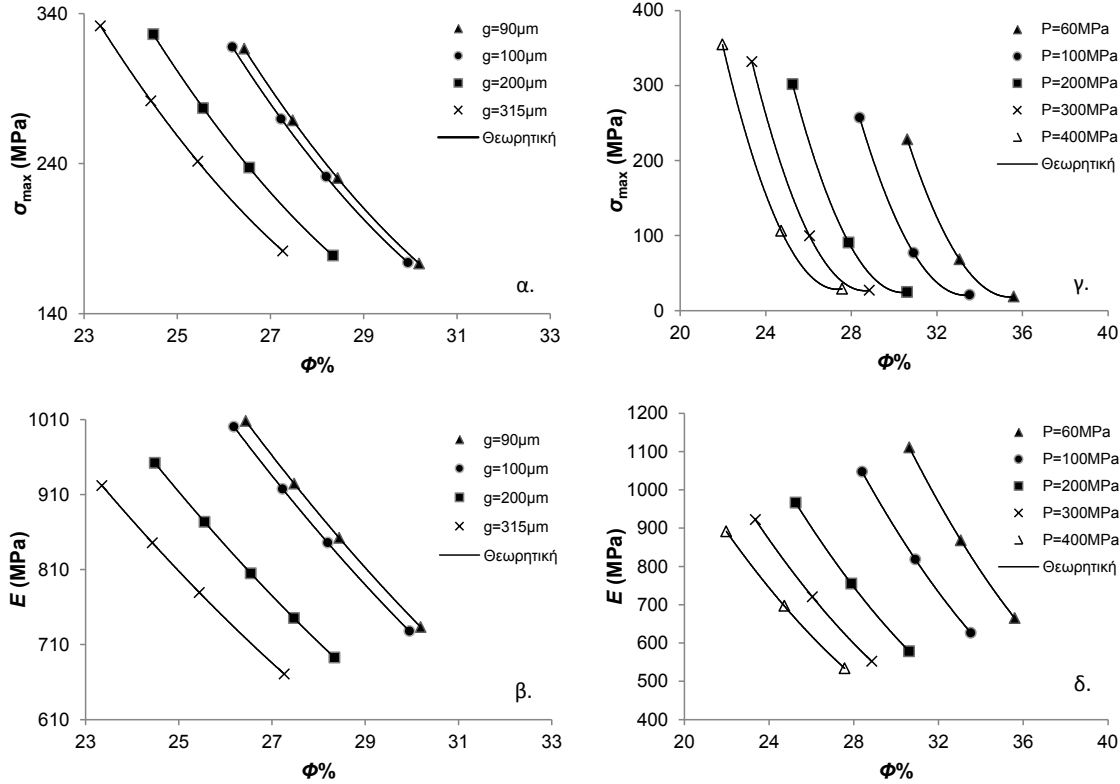 340
240
140
σmax (MPa)
23 25 27 29 31 33
Φ%
g=90μm
g=100μm
g=200μm
g=315μm
Θεωρητική
α.
400
300
200
100
0
σmax (MPa)
20 24 28 32 36 40
Φ%
P=60MPa
P=100MPa
P=200MPa
P=300MPa
P=400MPa
Θεωρητική
γ.
1010
910
810
710
610
E (MPa)
23 25 27 29 31 33
Φ%
g=90μm
g=100μm
g=200μm
g=315μm
Θεωρητική
β.
1200
1100
1000
900
800
700
600
500
400
E (MPa)
20 24 28 32 36 40
Φ%
P=60MPa
P=100MPa
P=200MPa
P=300MPa
P=400MPa
Θεωρητική
δ.